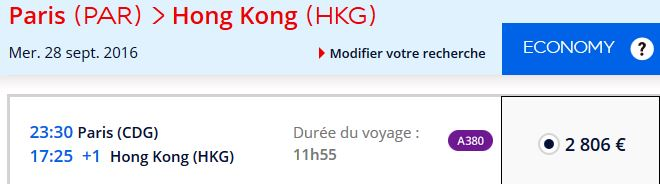 Paris (PAR) > Hong Kong (HKG)
Mer. 28 sept. 2016
Modifier votre recherche
ECONOMY ?
23:30 Paris (CDG)
17:25 +1 Hong Kong (HKG)
Durée du voyage :
11h55
A380
2 806 €